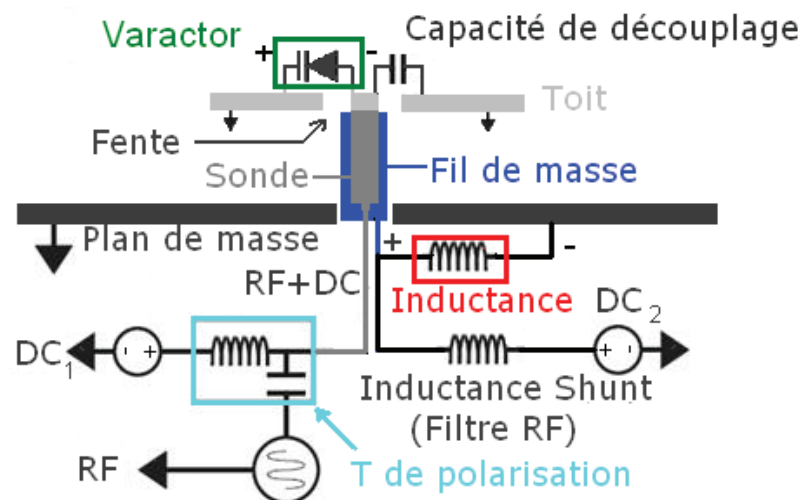 Varactor
Capacité de découplage
+
-
Toit
Fente
Sonde
Fil de masse
Plan de masse
+
-
RF+DC
Inductance
DC2
DC1
- +
+ -
Inductance Shunt
(Filtre RF)
RF
T de polarisation